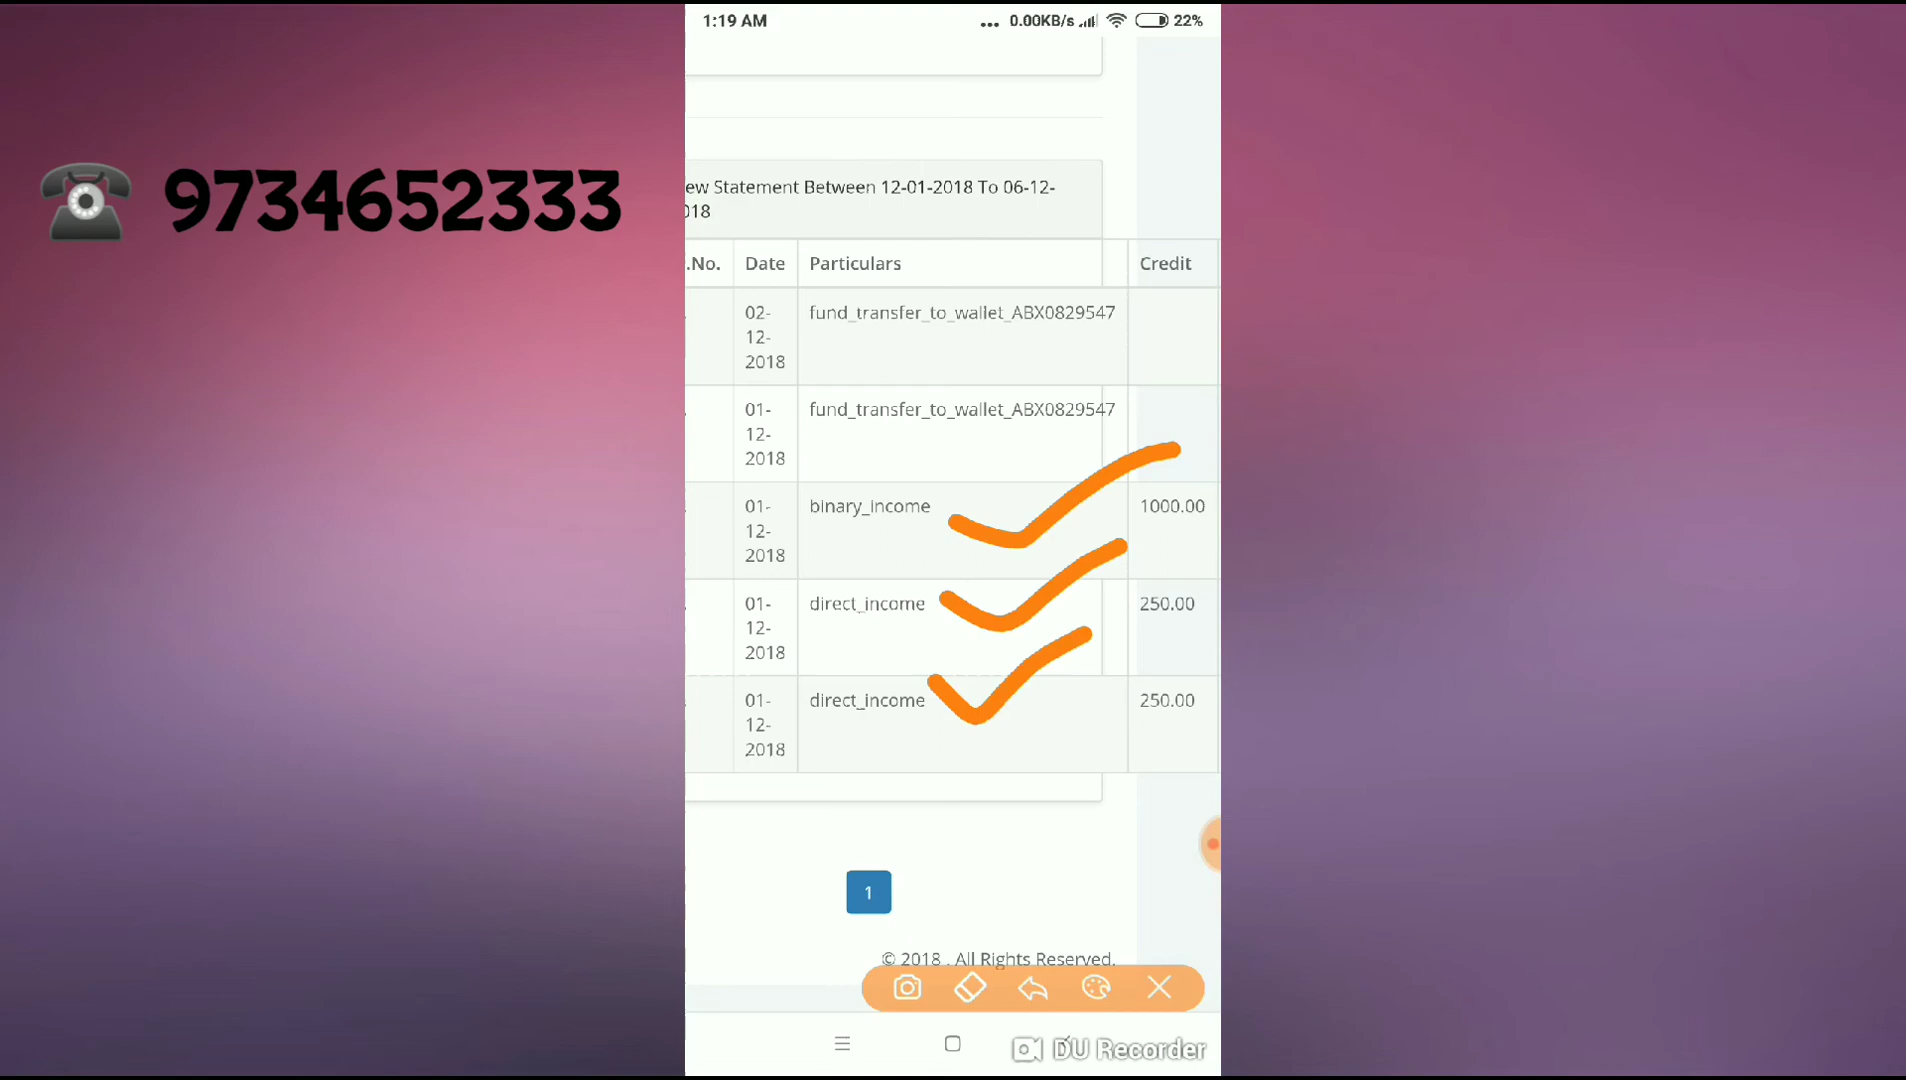 1:19 AM
... 0.00KB/s 22%
☎ 9734652333
ew Statement Between 12-01-2018 To 06-12-
018
.No. Date Particulars Credit
02-12-2018 fund_transfer_to_wallet_ABX0829547
01-12-2018 fund_transfer_to_wallet_ABX0829547
01-12-2018 binary_income 1000.00
01-12-2018 direct_income 250.00
01-12-2018 direct_income 250.00
1
© 2018 . All Rights Reserved.
DU Recorder